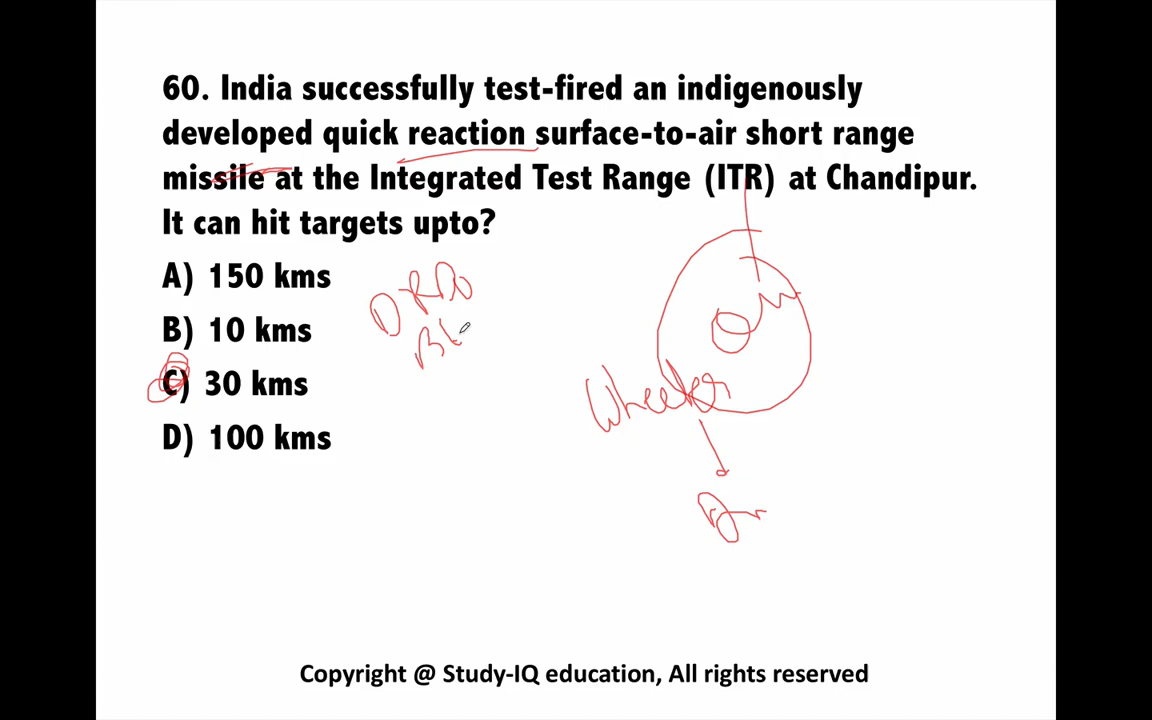 60. India successfully test-fired an indigenously
developed quick reaction surface-to-air short range
missile at the Integrated Test Range (ITR) at Chandipur.
It can hit targets upto?
A) 150 kms
B) 10 kms
C) 30 kms
D) 100 kms
DRDO
Wheeler
Copyright @ Study-IQ education, All rights reserved